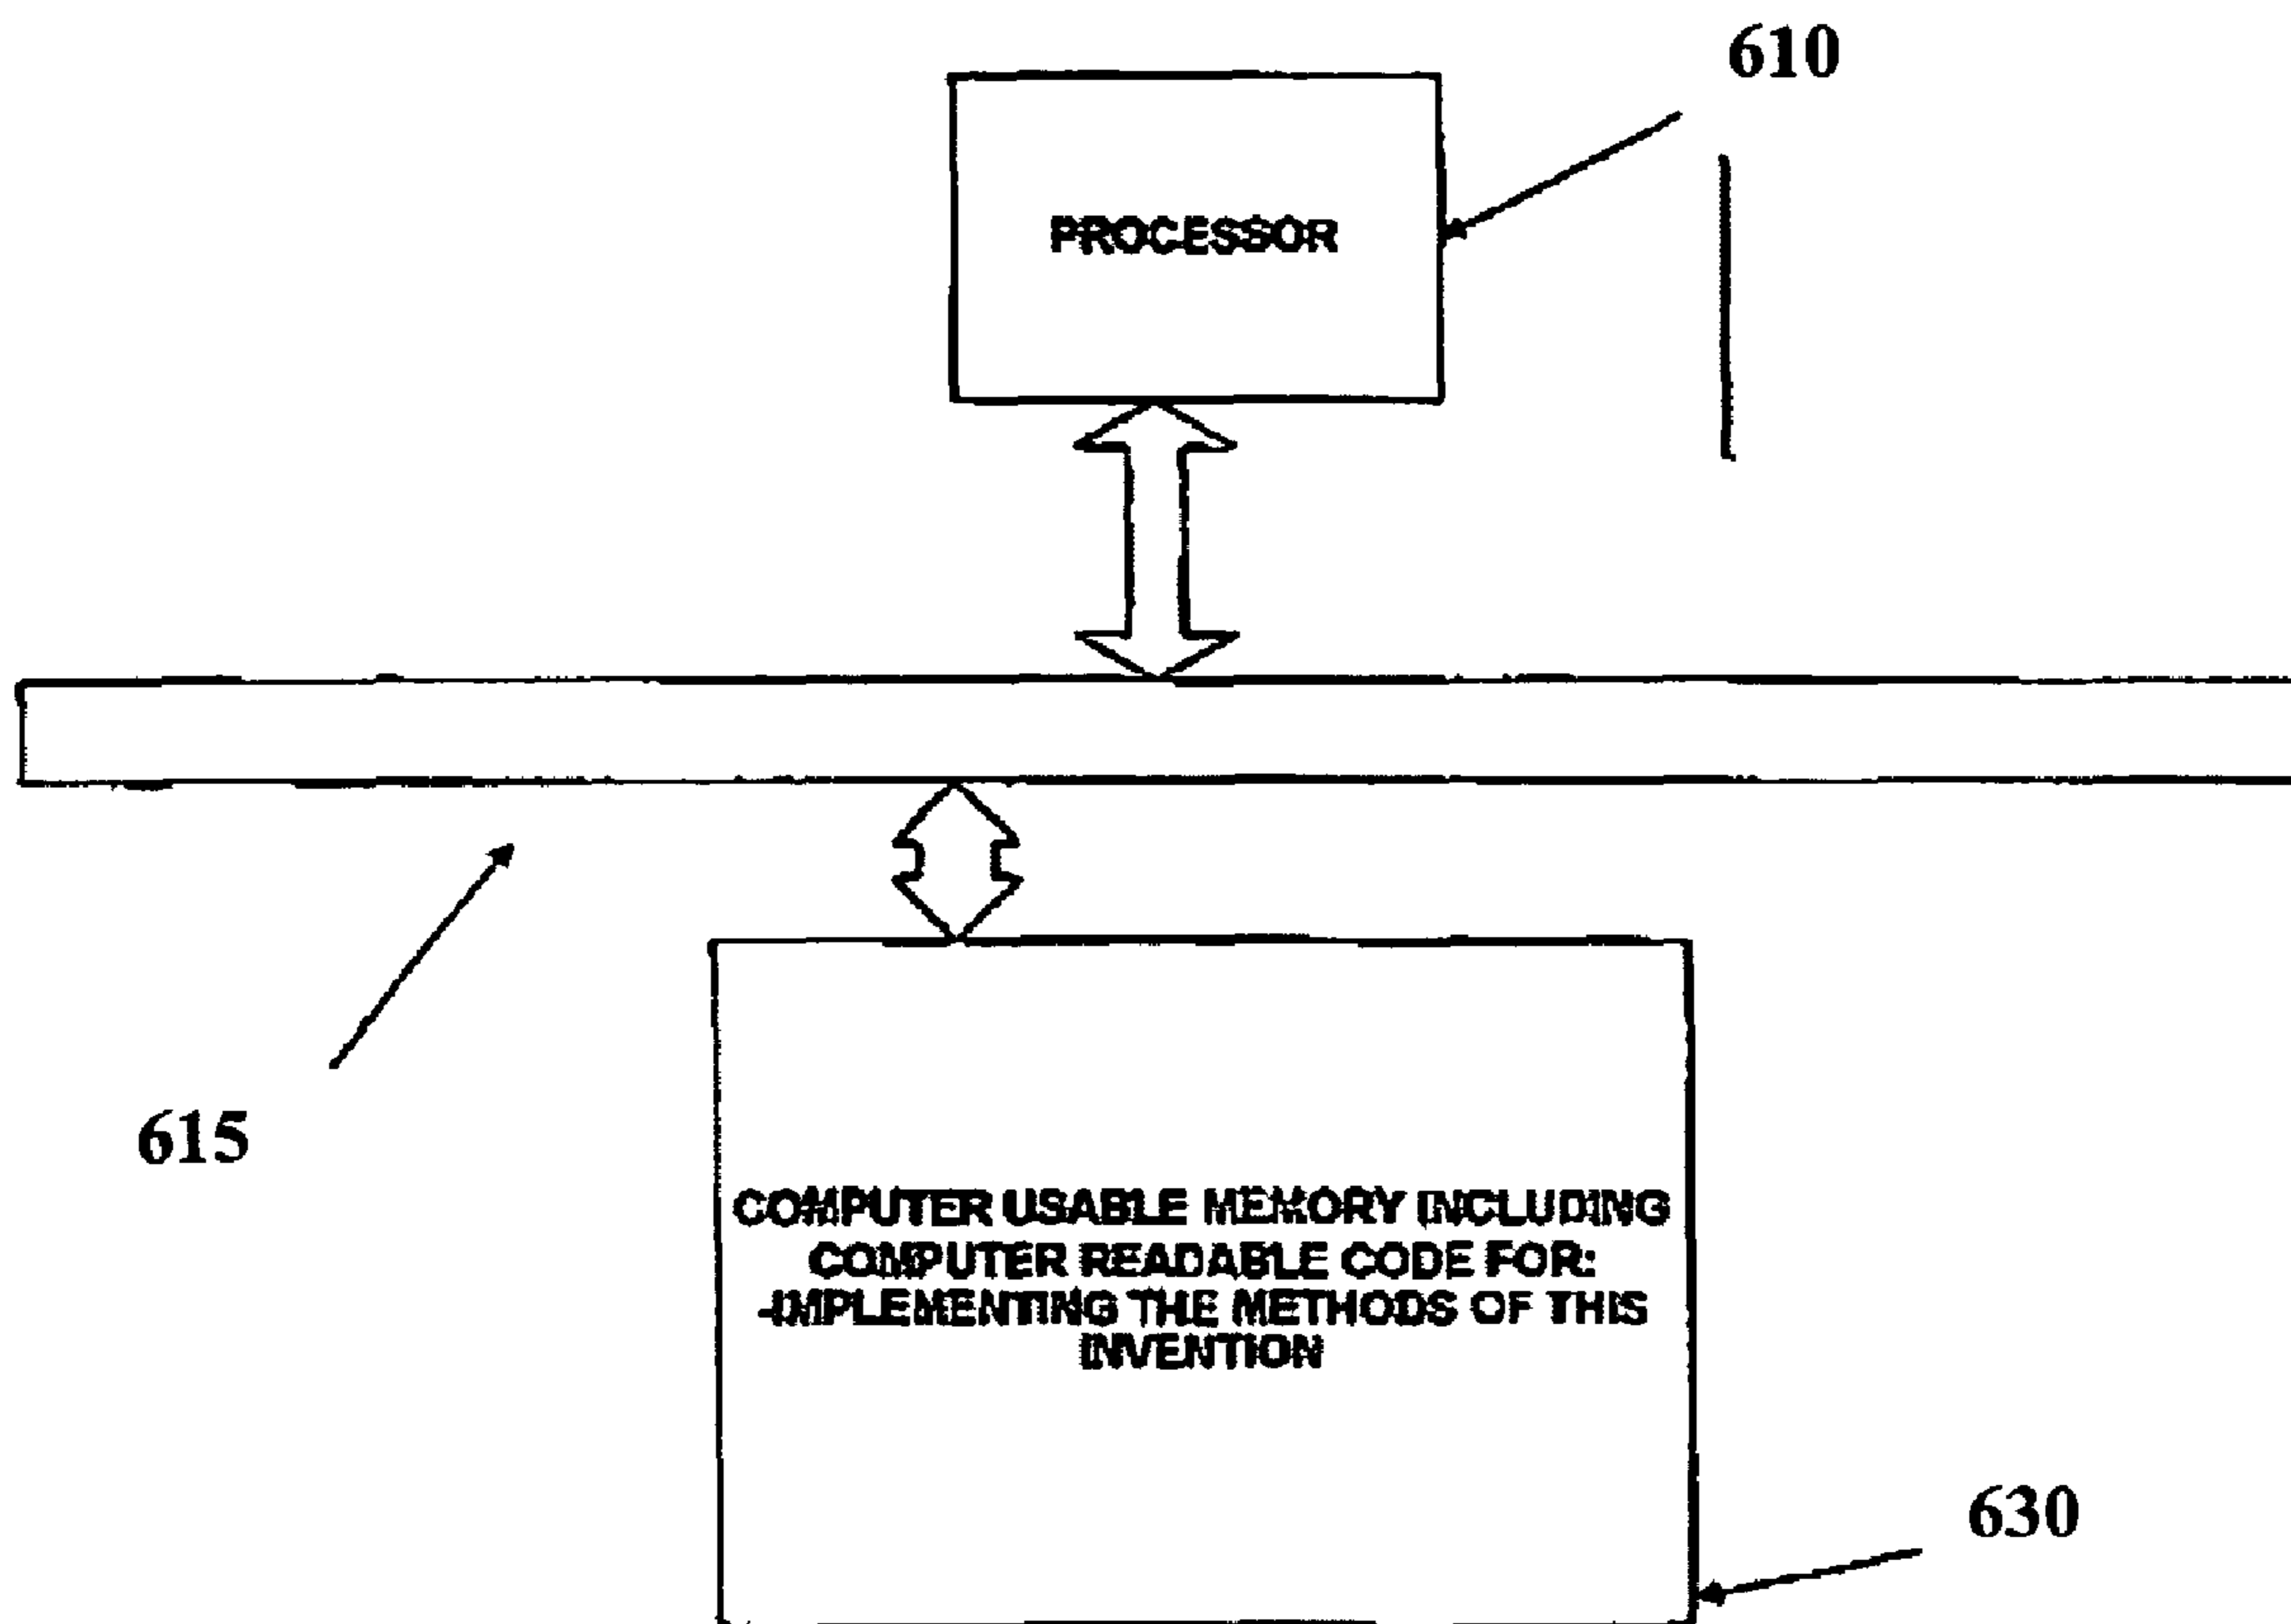 610
PROCESSOR
615
COMPUTER USABLE MEMORY INCLUDING
COMPUTER READABLE CODE FOR:
-IMPLEMENTING THE METHODS OF THIS
INVENTION
630